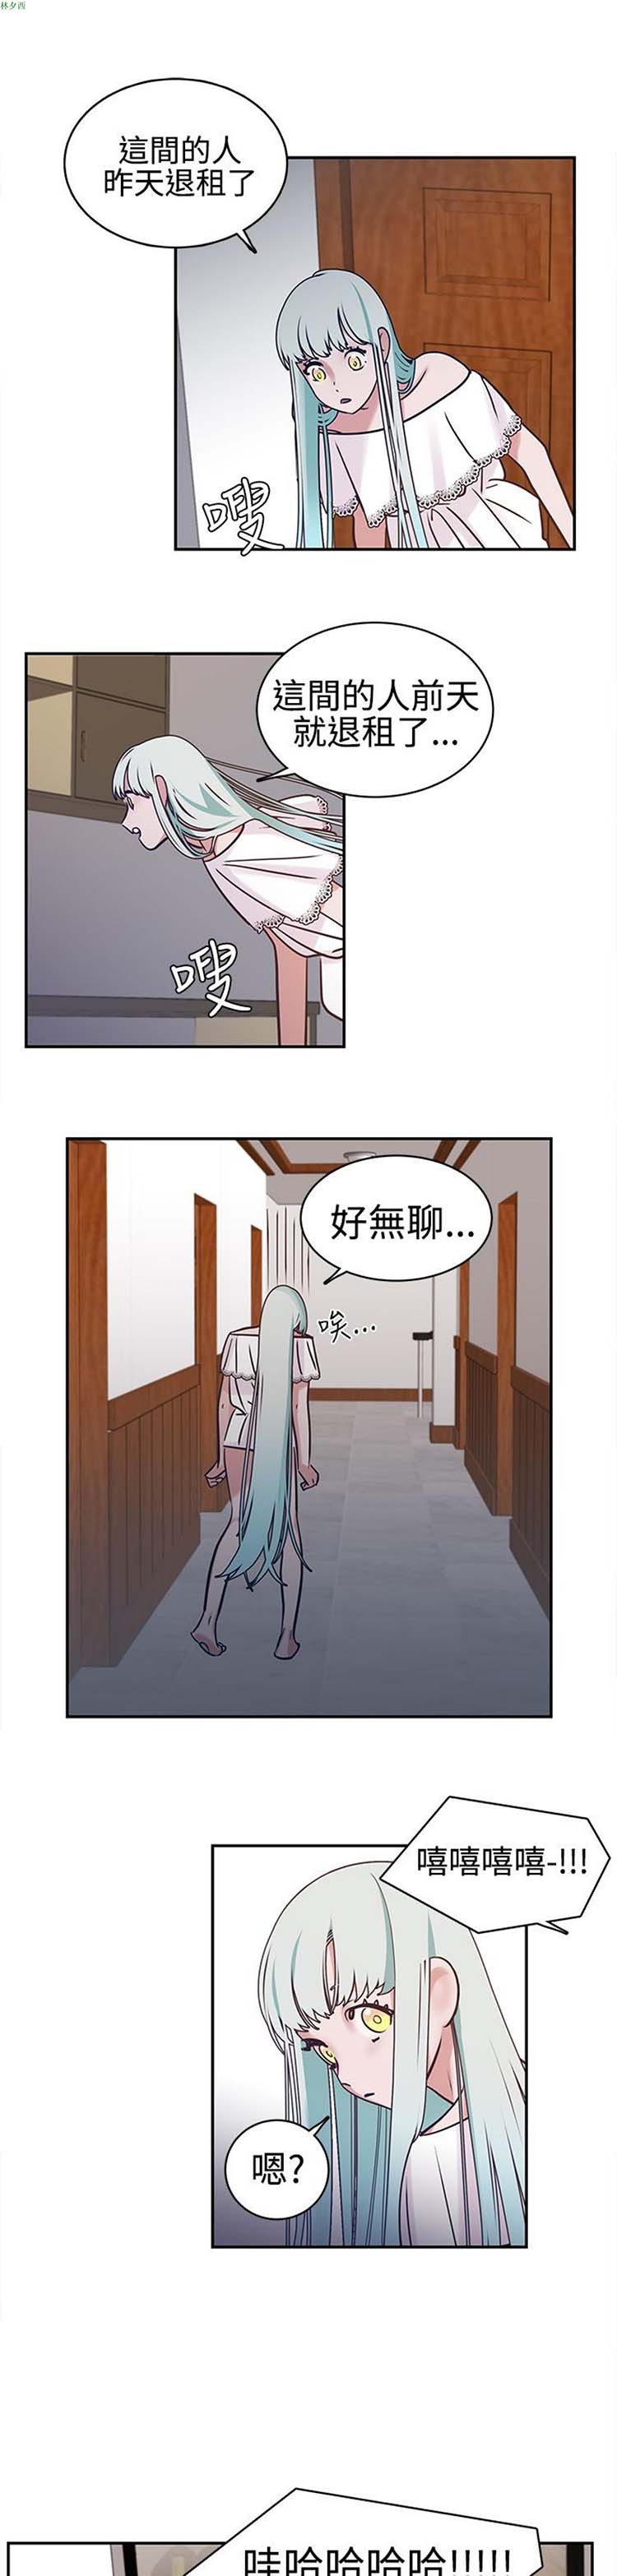 林夕西
這間的人
昨天退租了
嗖
這間的人前天
就退租了...
嗖
好無聊...
唉...
嘻嘻嘻嘻-!!!
嗯?
哇哈哈哈哈!!!!!